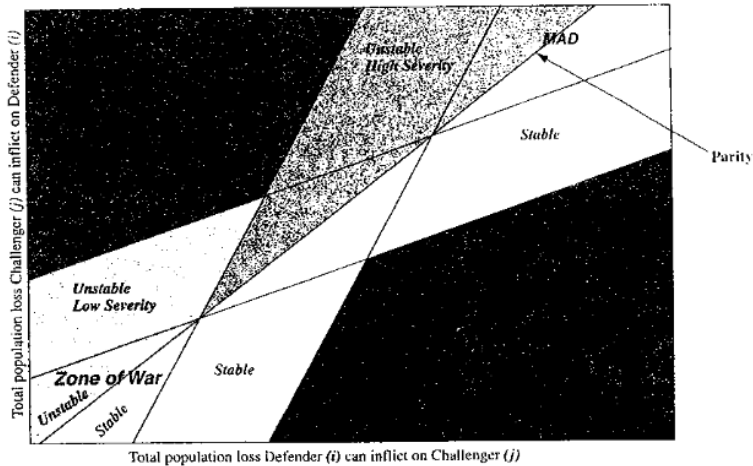 Total population loss Challenger (j) can inflict on Defender (i)
Unstable
High Severity
MAD
Stable
Parity
Unstable
Low Severity
Zone of War
Unstable
Stable
Stable
Total population loss Defender (i) can inflict on Challenger (j)